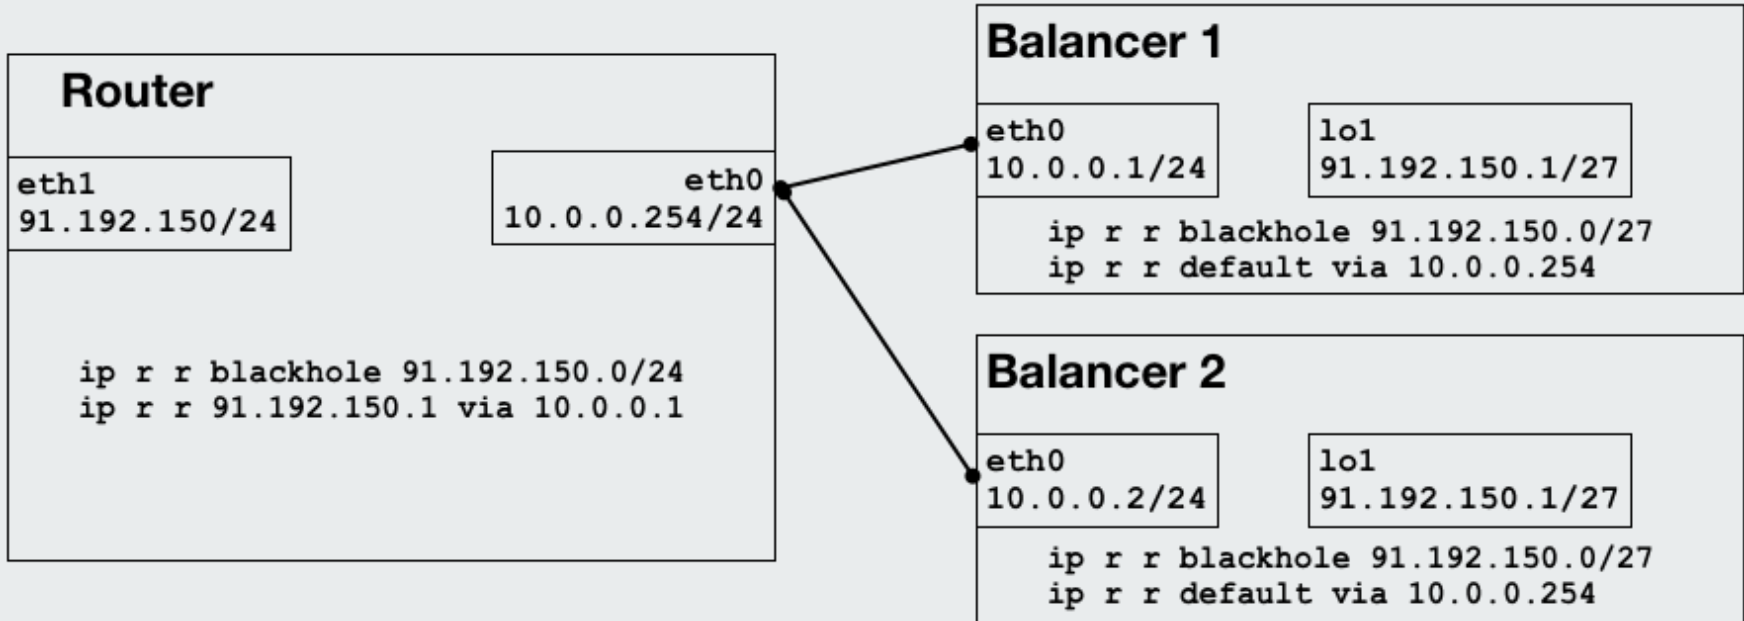 Router
eth1
91.192.150/24
eth0
10.0.0.254/24
ip r r blackhole 91.192.150.0/24
ip r r 91.192.150.1 via 10.0.0.1
Balancer 1
eth0
10.0.0.1/24
lo1
91.192.150.1/27
ip r r blackhole 91.192.150.0/27
ip r r default via 10.0.0.254
Balancer 2
eth0
10.0.0.2/24
lo1
91.192.150.1/27
ip r r blackhole 91.192.150.0/27
ip r r default via 10.0.0.254